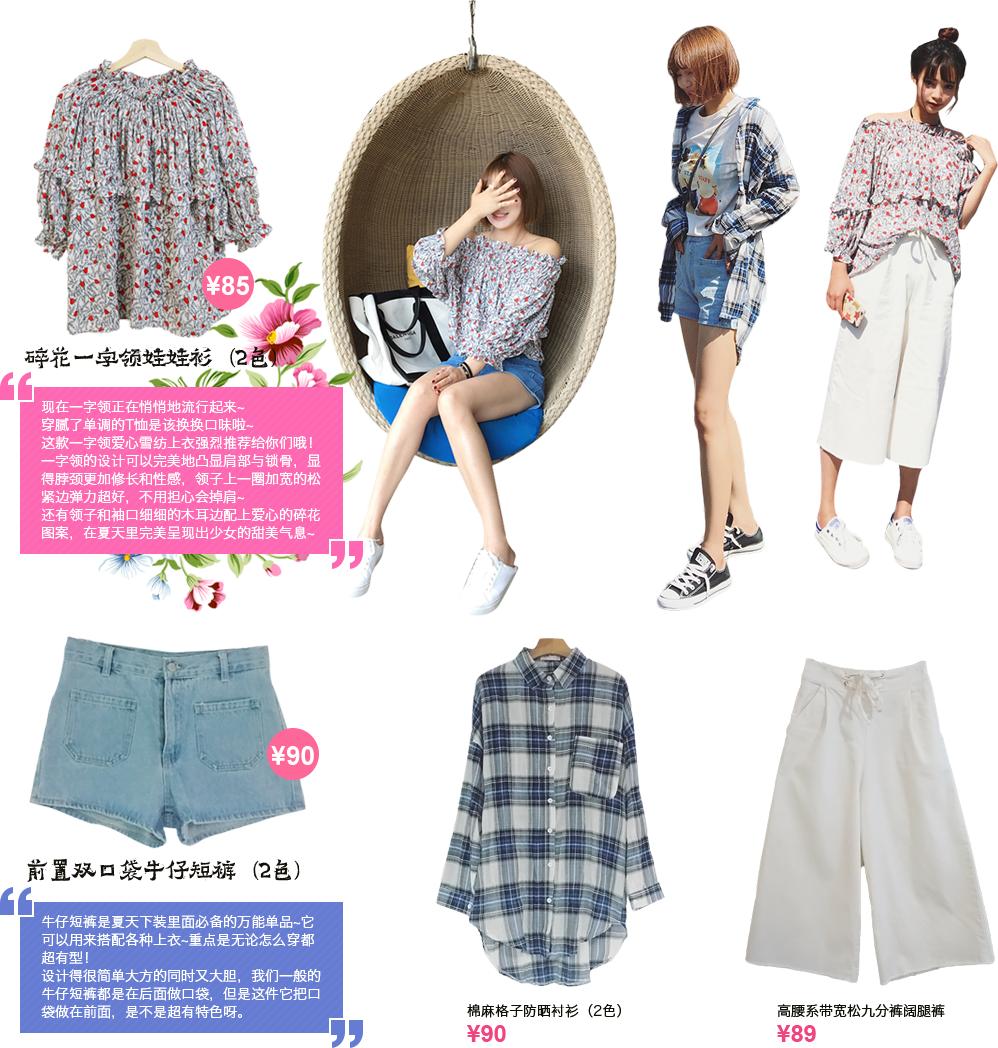 ¥85
碎花一字领娃娃衫（2色）
现在一字领正在悄悄地流行起来~
穿腻了单调的T恤是该换换口味啦~
这款一字领爱心雪纺上衣强烈推荐给你们哦！
一字领的设计可以完美地凸显肩部与锁骨，显
得脖颈更加修长和性感，领子上一圈加宽的松
紧边弹力超好，不用担心会掉肩~
还有领子和袖口细细的木耳边配上爱心的碎花
图案，在夏天里完美呈现出少女的甜美气息~
¥90
前置双口袋牛仔短裤（2色）
牛仔短裤是夏天下装里面必备的万能单品~它
可以用来搭配各种上衣~重点是无论怎么穿都
超有型！
设计得很简单大方的同时又大胆，我们一般的
牛仔短裤都是在后面做口袋，但是这件它把口
袋做在前面，是不是超有特色呀。
棉麻格子防晒衬衫（2色）
¥90
高腰系带宽松九分裤阔腿裤
¥89